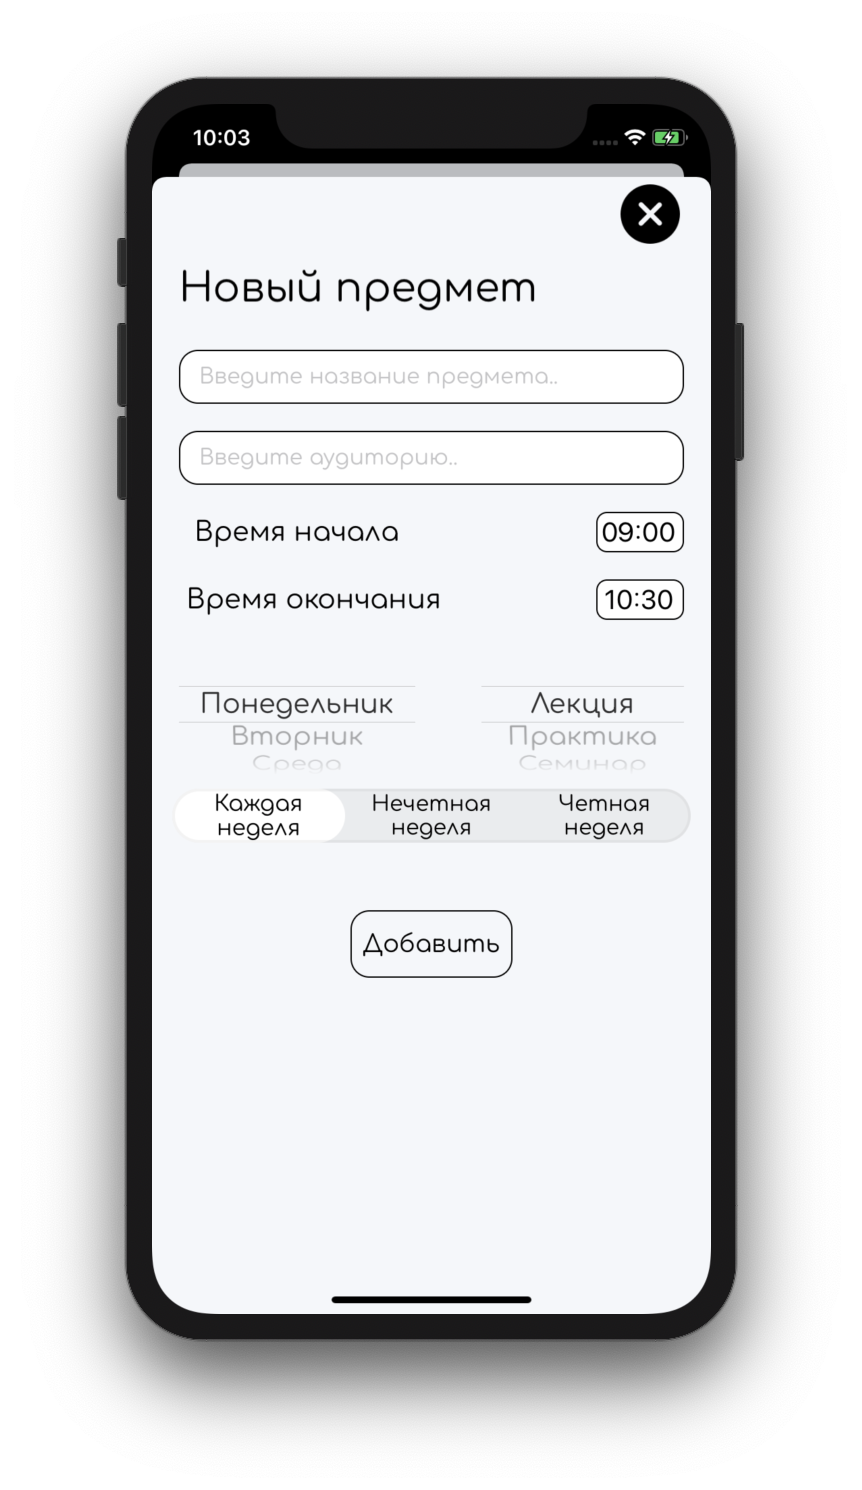 10:03
Новый предмет
Введите название предмета..
Введите аудиторию..
Время начала 09:00
Время окончания 10:30
Понедельник Лекция
Вторник Практика
Среда Семинар
Каждая Нечетная Четная
неделя неделя неделя
Добавить